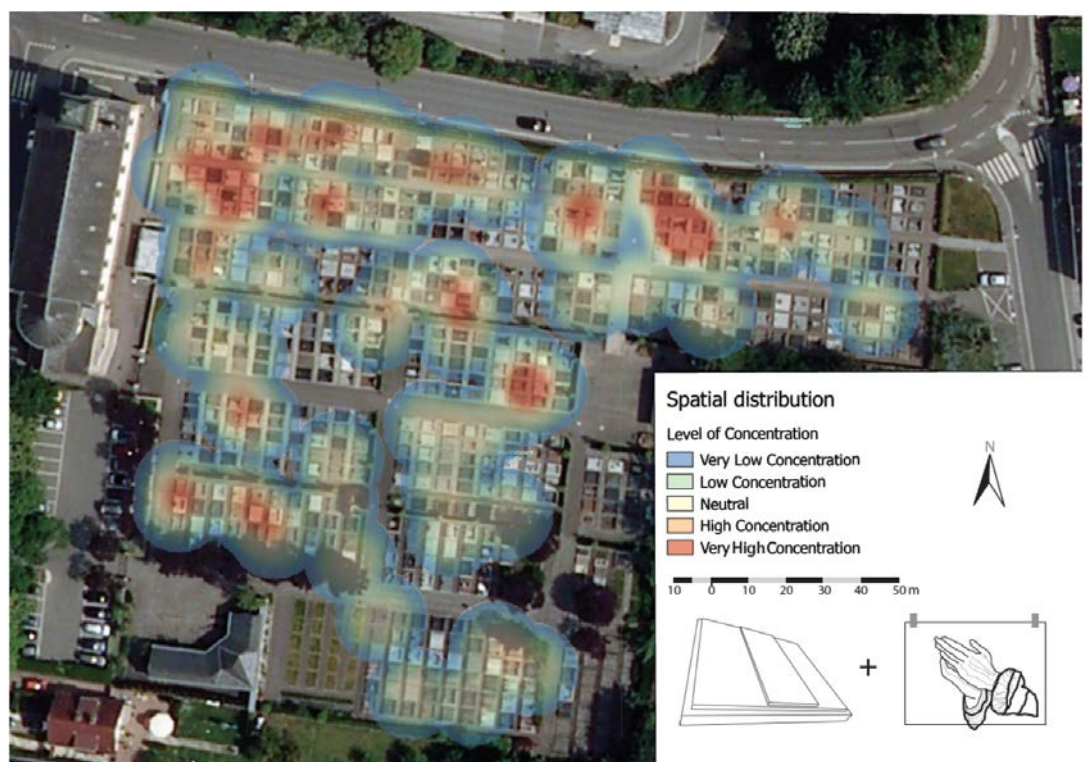 Spatial distribution
Level of Concentration
N
Very Low Concentration
Low Concentration
Neutral
High Concentration
Very High Concentration
10 0 10 20 30 40 50 m
+